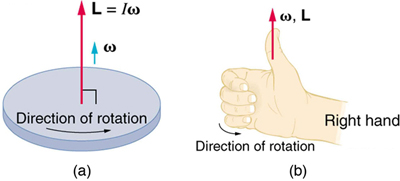 L = Iω
ω
Direction of rotation
(a)
ω, L
Right hand
Direction of rotation
(b)